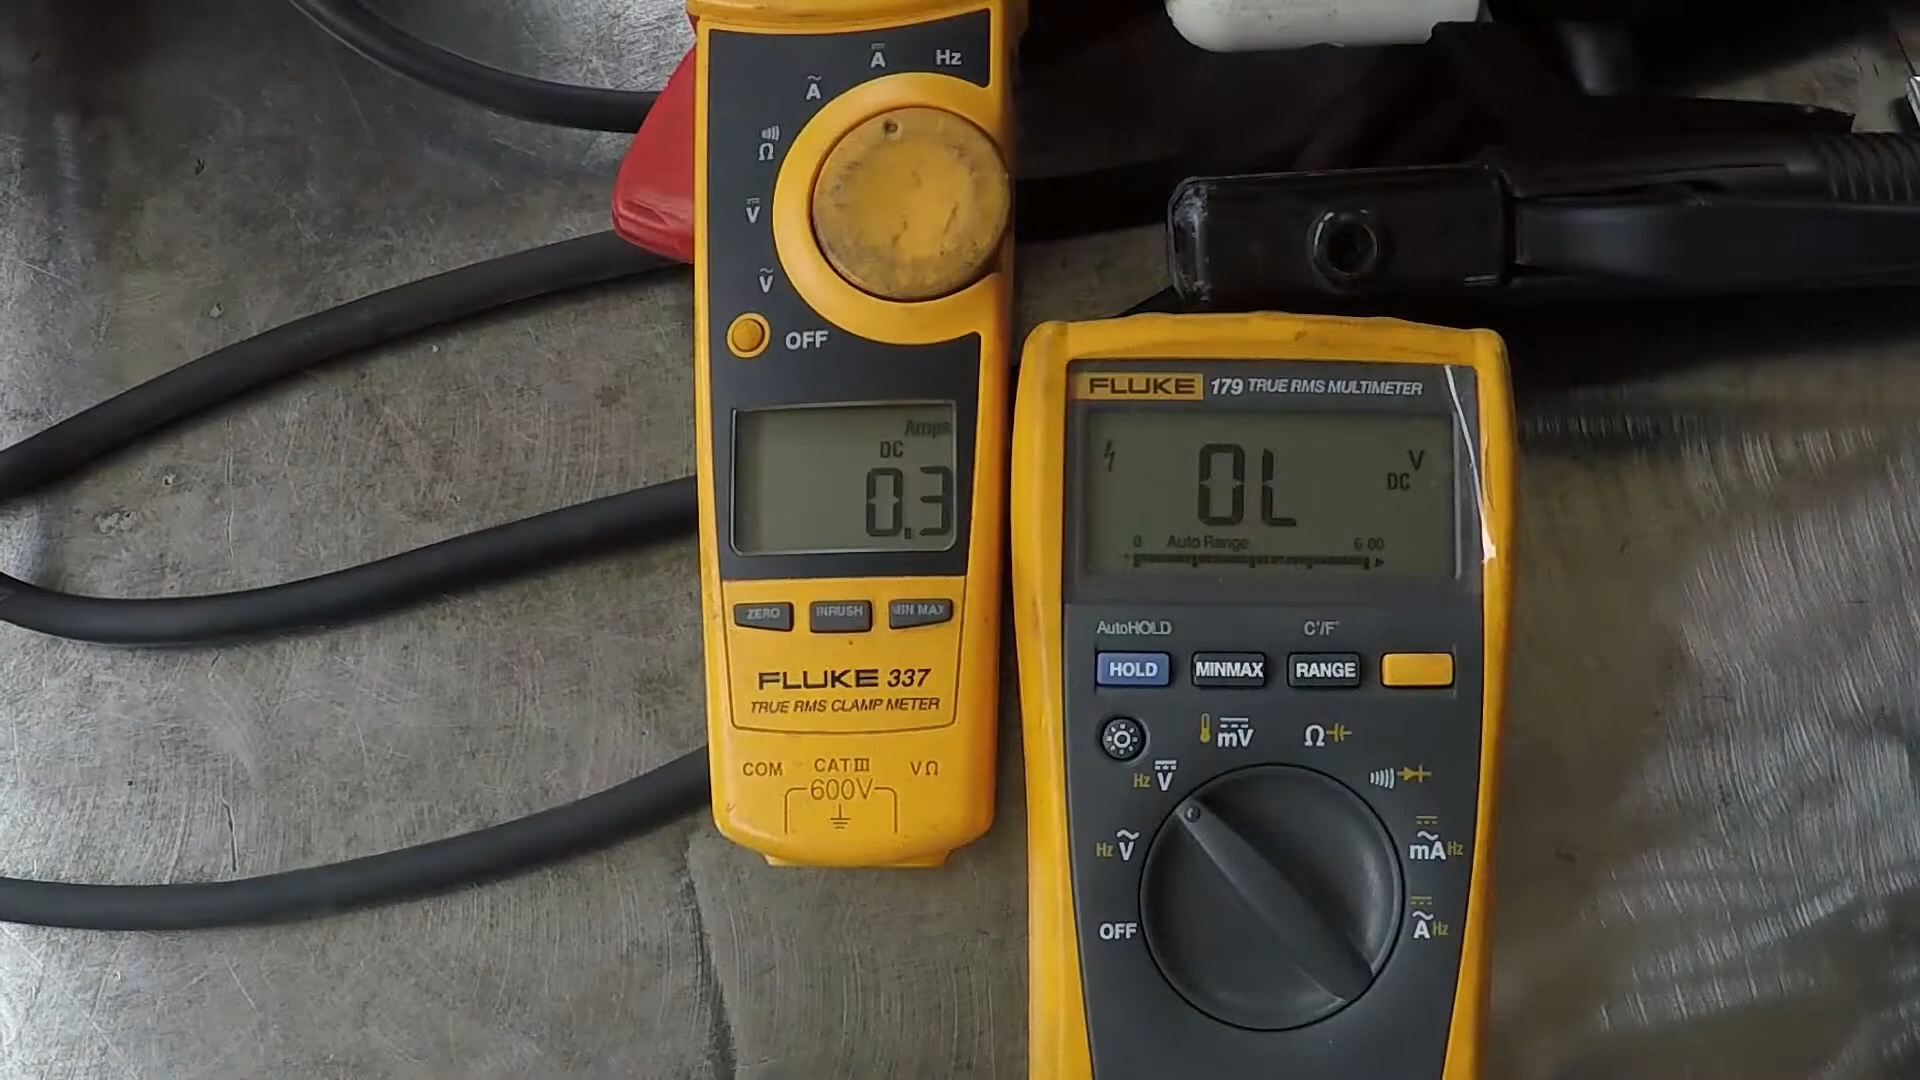 A
Hz
A
Ω
V
V
OFF
Amps
DC
0.3
ZERO INRUSH MIN MAX
FLUKE 337
TRUE RMS CLAMP METER
COM CAT III VΩ
600V
FLUKE 179 TRUE RMS MULTIMETER
OL V
DC
0 Auto Range 6 00
AutoHOLD C°/F°
HOLD MINMAX RANGE
mV Ω
Hz V
Hz V mA Hz
OFF A Hz